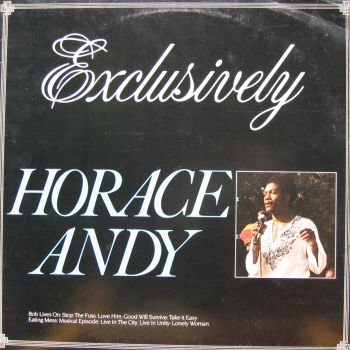 Exclusively
HORACE
ANDY
Bob Lives On: Stop The Fuss: Love Him: Good Will Survive: Take it Easy
Eating Mess: Musical Episode: Live In The City: Live In Unity: Lonely Woman.